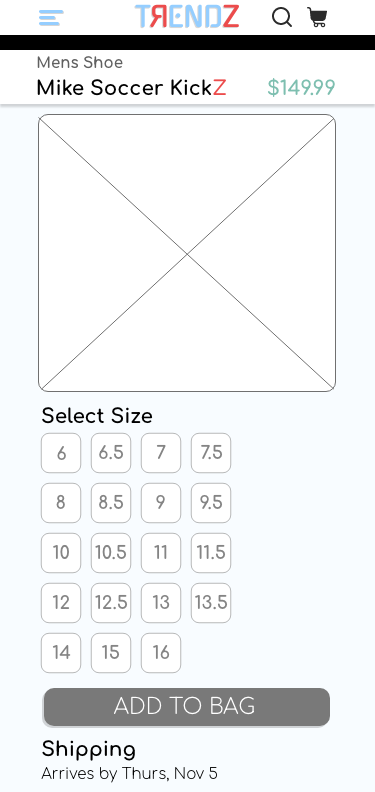 TRENDZ
Mens Shoe
Mike Soccer KickZ $149.99
Select Size
6 6.5 7 7.5
8 8.5 9 9.5
10 10.5 11 11.5
12 12.5 13 13.5
14 15 16
ADD TO BAG
Shipping
Arrives by Thurs, Nov 5